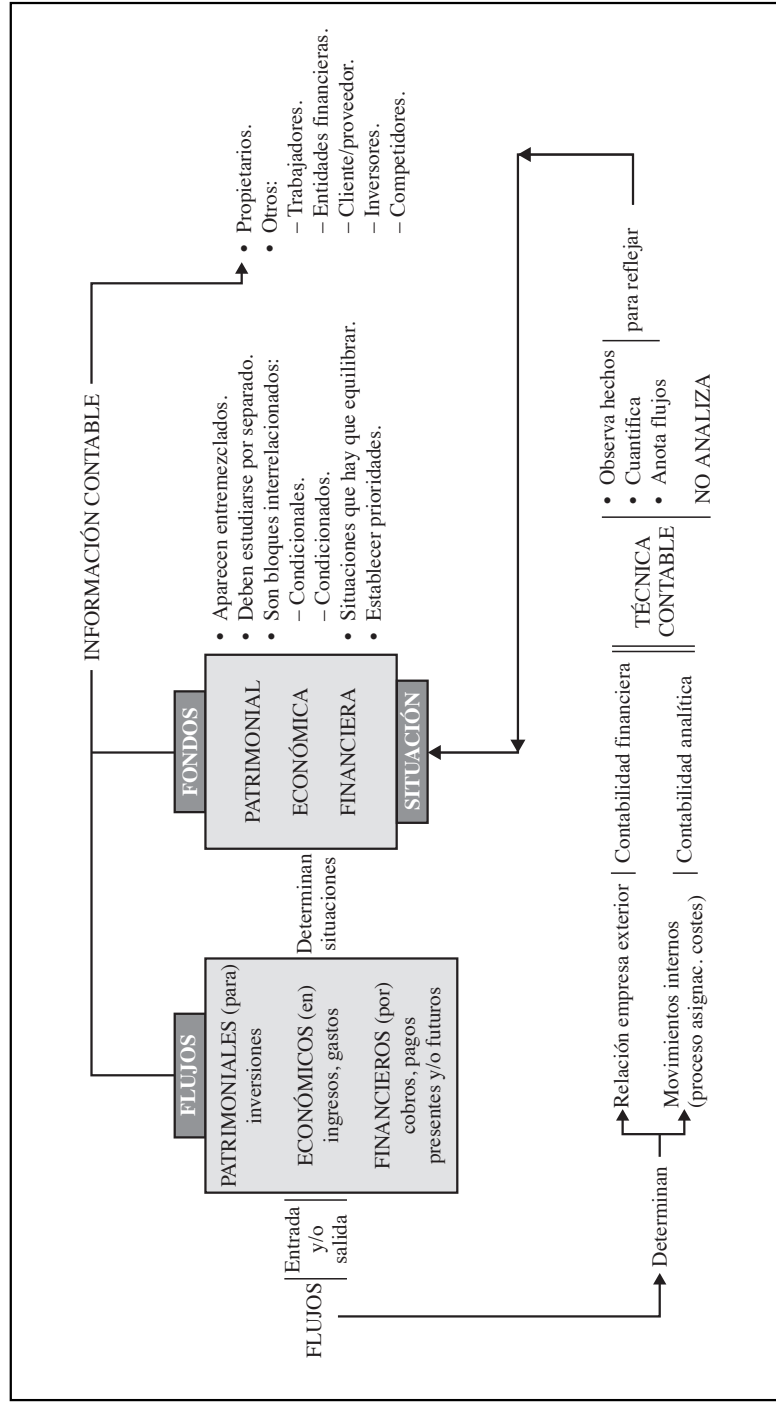 INFORMACIÓN CONTABLE
FLUJOS
PATRIMONIALES (para)
inversiones
ECONÓMICOS (en)
ingresos, gastos
FINANCIEROS (por)
cobros, pagos
presentes y/o futuros
FLUJOS
Entrada
y/o
salida
Determinan
situaciones
FONDOS
PATRIMONIAL
ECONÓMICA
FINANCIERA
SITUACIÓN
• Aparecen entremezclados.
• Deben estudiarse por separado.
• Son bloques interrelacionados:
– Condicionales.
– Condicionados.
• Situaciones que hay que equilibrar.
• Establecer prioridades.
• Propietarios.
• Otros:
– Trabajadores.
– Entidades financieras.
– Cliente/proveedor.
– Inversores.
– Competidores.
Determinan
Relación empresa exterior
Contabilidad financiera
Movimientos internos
(proceso asignac. costes)
Contabilidad analítica
TÉCNICA
CONTABLE
• Observa hechos
• Cuantifica
• Anota flujos
NO ANALIZA
para reflejar